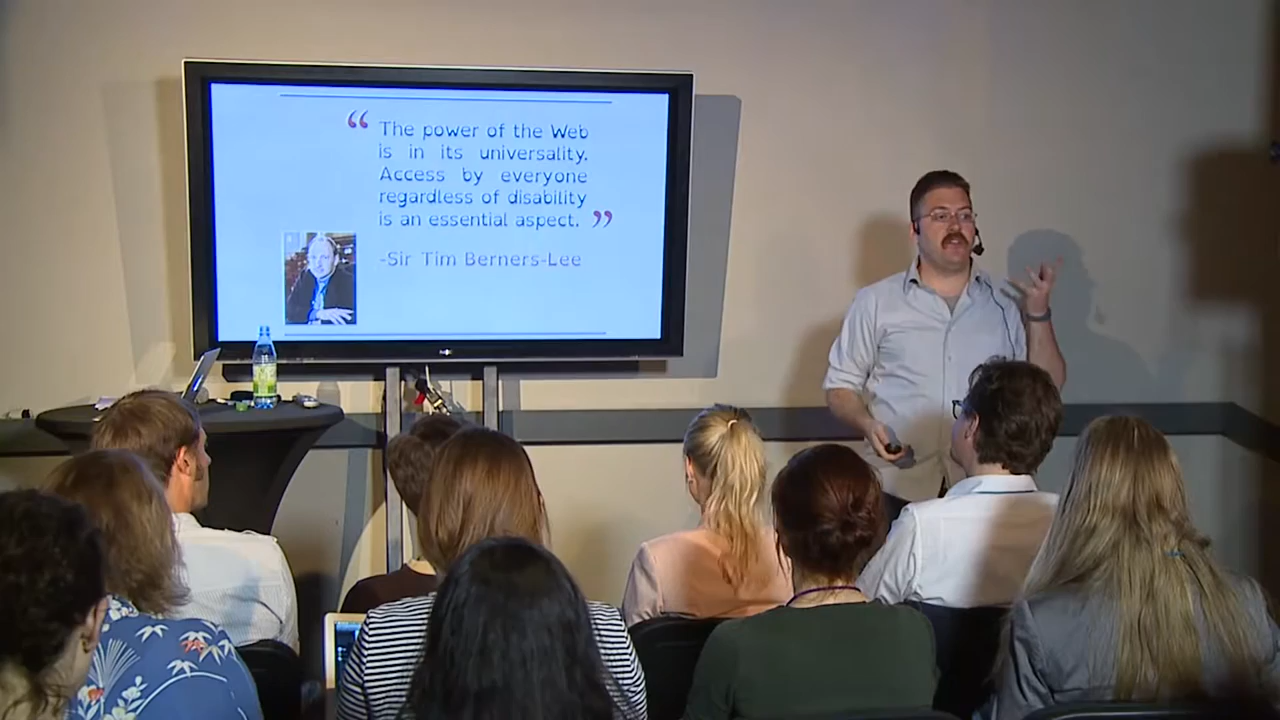 “ The power of the Web
is in its universality.
Access by everyone
regardless of disability
is an essential aspect. ”
-Sir Tim Berners-Lee